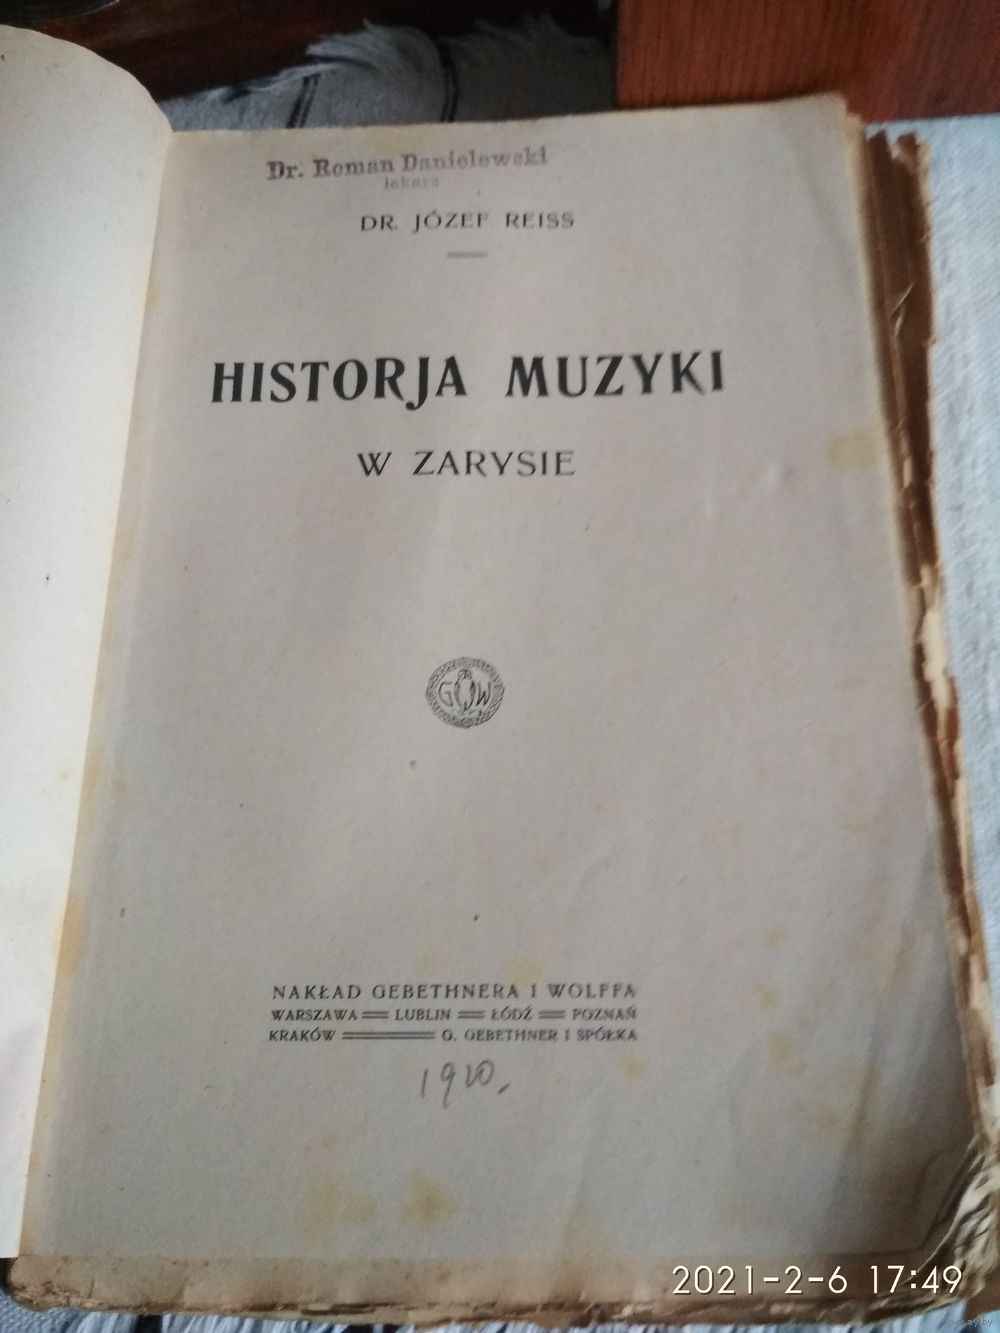 Dr. Roman Danielewski
lekarz
DR. JÓZEF REISS
HISTORJA MUZYKI
W ZARYSIE
G W
NAKŁAD GEBETHNERA I WOLFFA
WARSZAWA LUBLIN ŁÓDŹ POZNAŃ
KRAKÓW G. GEBETHNER I SPÓŁKA
1920.
2021-2-6 17:49